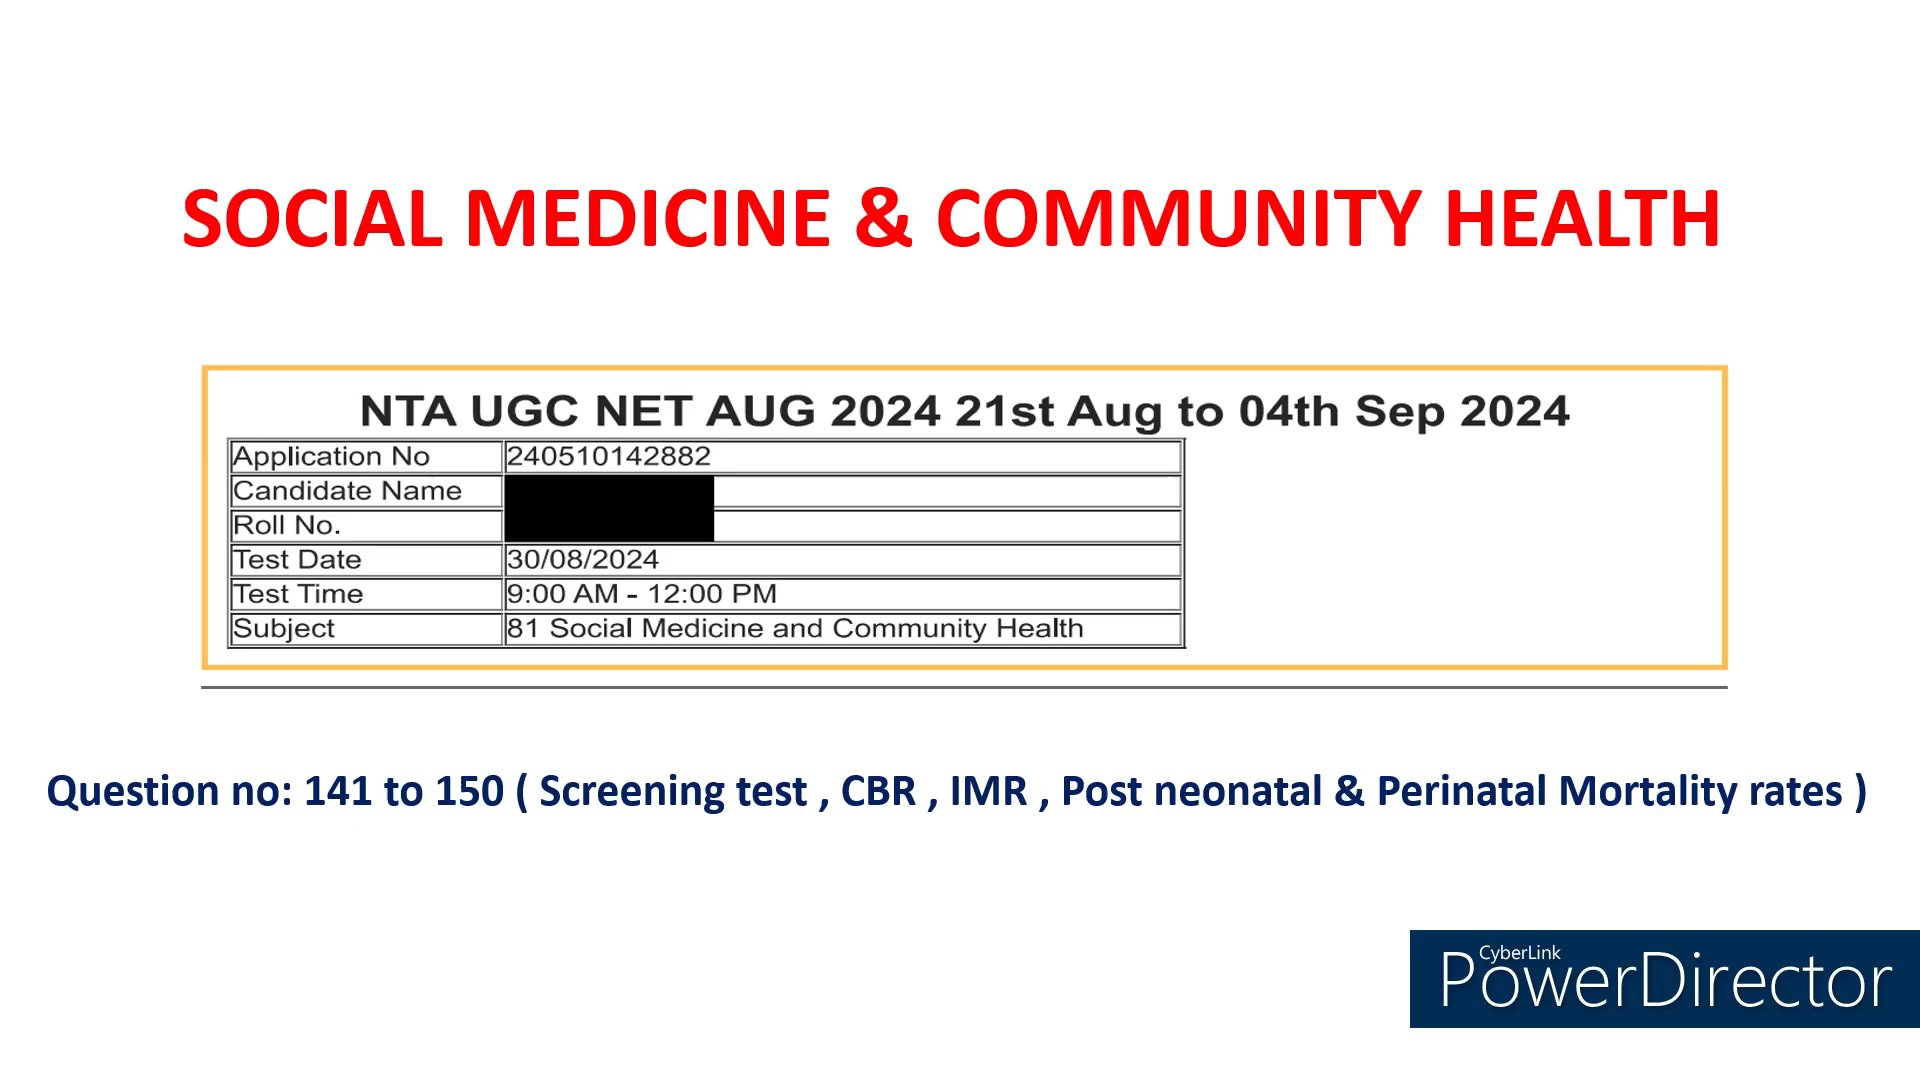 SOCIAL MEDICINE & COMMUNITY HEALTH
NTA UGC NET AUG 2024 21st Aug to 04th Sep 2024
Application No 240510142882
Candidate Name
Roll No.
Test Date 30/08/2024
Test Time 9:00 AM - 12:00 PM
Subject 81 Social Medicine and Community Health
Question no: 141 to 150 ( Screening test , CBR , IMR , Post neonatal & Perinatal Mortality rates )
CyberLink
PowerDirector